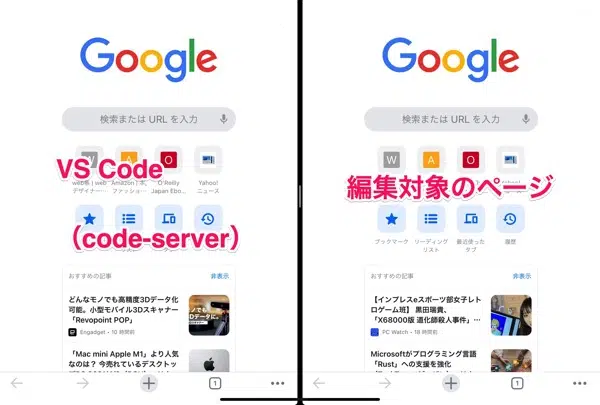 Google
検索または URL を入力
W
A
O
web系 | web
デザイナー…
Amazon | 本,
ファッショ…
O'Reilly
Japan Ebo...
Yahoo!
ニュース
VS Code
（code-server）
おすすめの記事
非表示
どんなモノでも高精度3Dデータ化
可能。小型モバイル3Dスキャナー
「Revopoint POP」
Engadget • 10 時間前
「Mac mini Apple M1」より人気
なのは？ 今売れているデスクトッ
1
Google
検索または URL を入力
W
A
O
編集対象のページ
ブックマーク
リーディング
リスト
最近使った
タブ
履歴
おすすめの記事
非表示
【インプレスeスポーツ部女子レト
ロゲーム班】 黒田瑞貴、
「X68000版 道化師殺人事件」…
PC Watch • 18 時間前
Microsoftがプログラミング言語
「Rust」への支援を強化
1